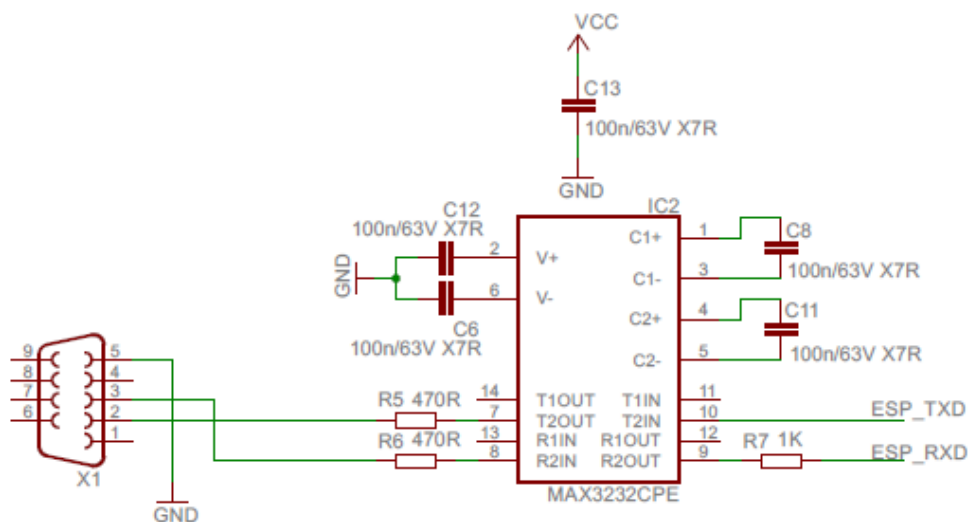 VCC
C13
100n/63V X7R
GND
C12
100n/63V X7R
IC2
2
V+
C1+
1
C8
GND
C1-
3
100n/63V X7R
6
V-
C2+
4
C11
C6
100n/63V X7R
C2-
5
100n/63V X7R
9
5
8
4
7
3
6
2
1
X1
GND
R5 470R
14
T1OUT
T1IN
11
7
T2OUT
T2IN
10
ESP_TXD
R6 470R
13
R1IN
R1OUT
12
8
R2IN
R2OUT
9
R7 1K
ESP_RXD
MAX3232CPE